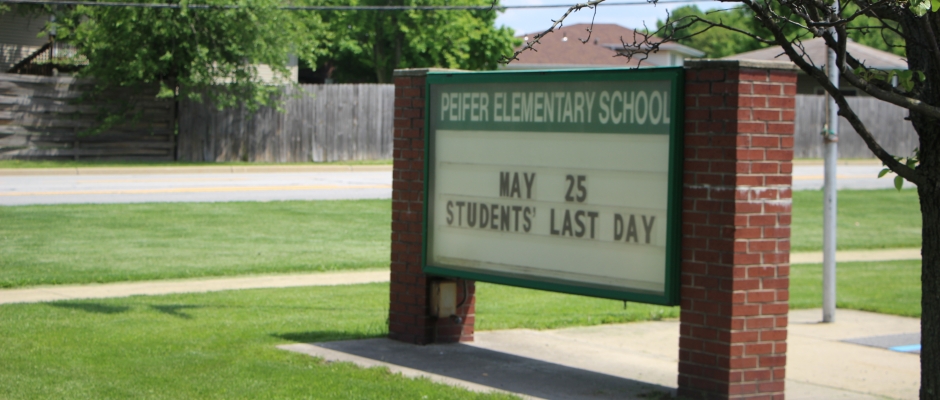 PEIFER ELEMENTARY SCHOOL
MAY 25
STUDENTS' LAST DAY